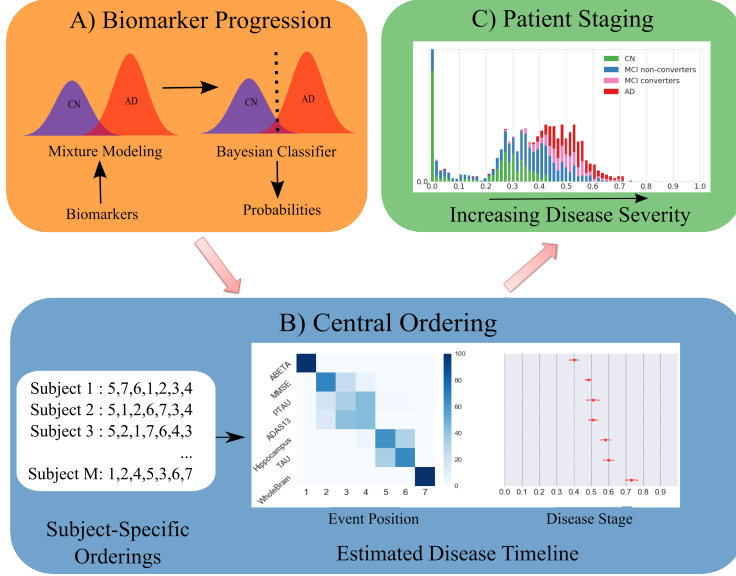 A) Biomarker Progression
CN
AD
CN
AD
Mixture Modeling
Bayesian Classifier
Biomarkers
Probabilities
C) Patient Staging
CN
MCI non-converters
MCI converters
AD
0.0
0.0 0.1 0.2 0.3 0.4 0.5 0.6 0.7 0.8 0.9 1.0
Increasing Disease Severity
B) Central Ordering
Subject 1 : 5,7,6,1,2,3,4
Subject 2 : 5,1,2,6,7,3,4
Subject 3 : 5,2,1,7,6,4,3
...
Subject M: 1,2,4,5,3,6,7
Subject-Specific
Orderings
ABETA
MMSE
PTAU
ADAS13
Hippocampus
TAU
WholeBrain
1 2 3 4 5 6 7
Event Position
100
80
60
40
20
0
0.0 0.1 0.2 0.3 0.4 0.5 0.6 0.7 0.8 0.9
Disease Stage
Estimated Disease Timeline